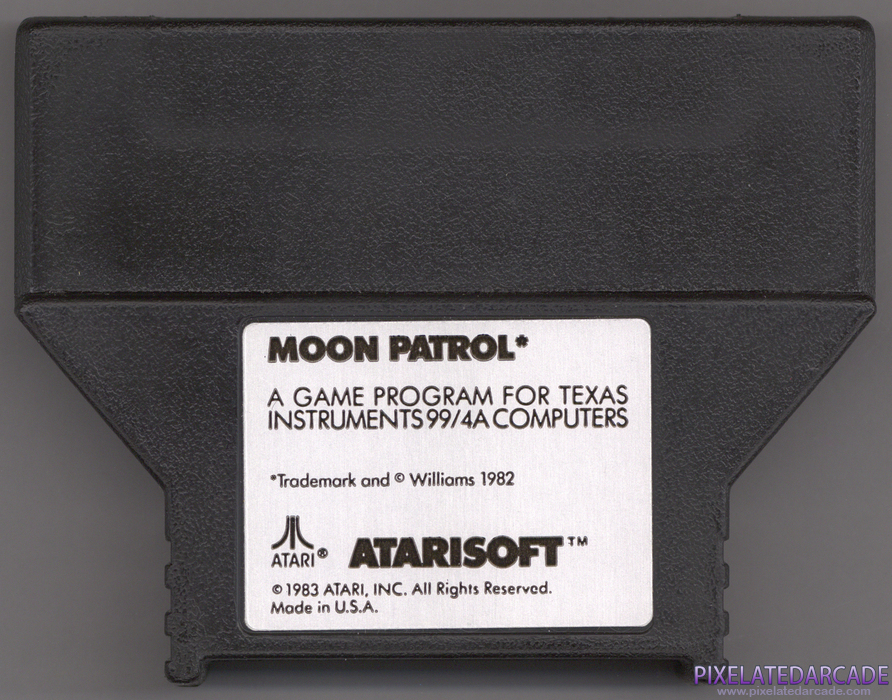 MOON PATROL*
A GAME PROGRAM FOR TEXAS
INSTRUMENTS 99/4A COMPUTERS
*Trademark and © Williams 1982
ATARI® ATARISOFT™
© 1983 ATARI, INC. All Rights Reserved.
Made in U.S.A.
PIXELATEDARCADE
www.pixelatedarcade.com